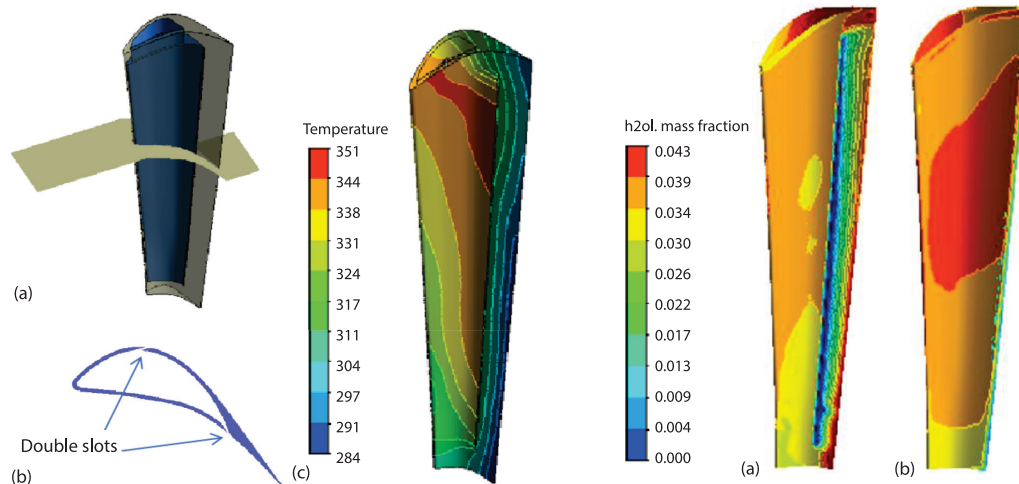 (a)
Double slots
(b)
Temperature
351
344
338
331
324
317
311
304
297
291
284
(c)
h2ol. mass fraction
0.043
0.039
0.034
0.030
0.026
0.022
0.017
0.013
0.009
0.004
0.000
(a)
(b)